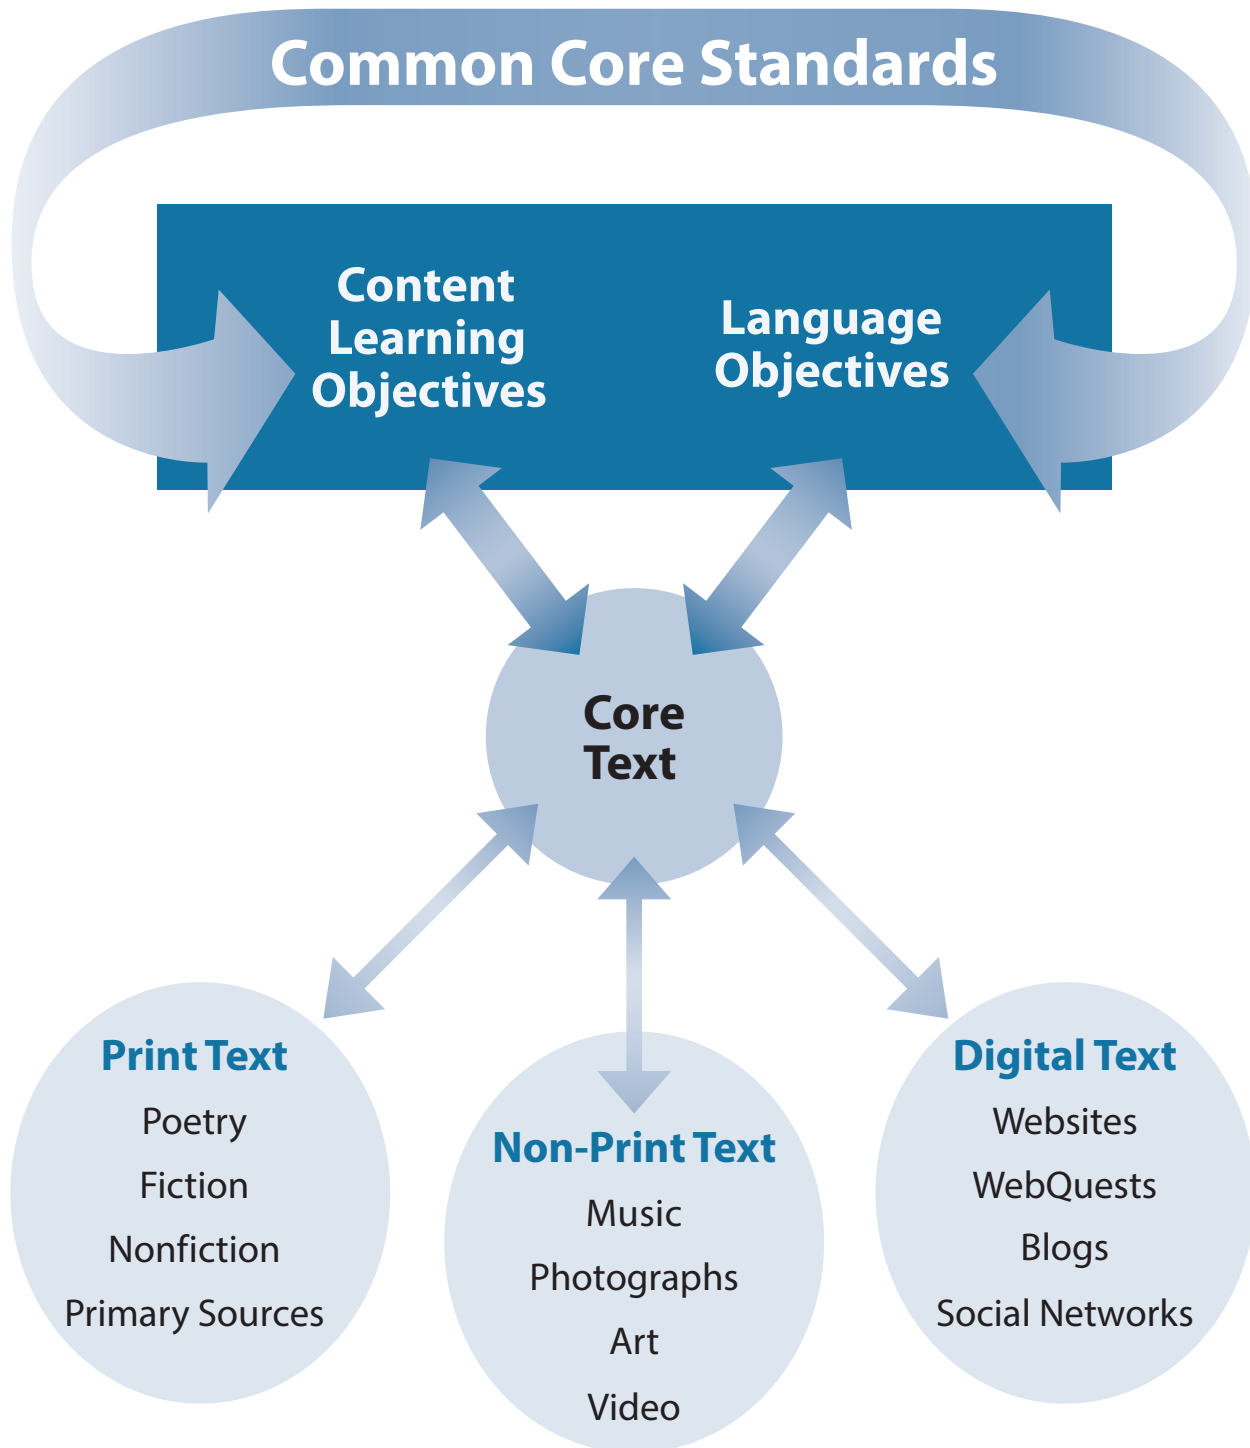 Common Core Standards
Content
Learning
Objectives
Language
Objectives
Core
Text
Print Text
Poetry
Fiction
Nonfiction
Primary Sources
Non-Print Text
Music
Photographs
Art
Video
Digital Text
Websites
WebQuests
Blogs
Social Networks